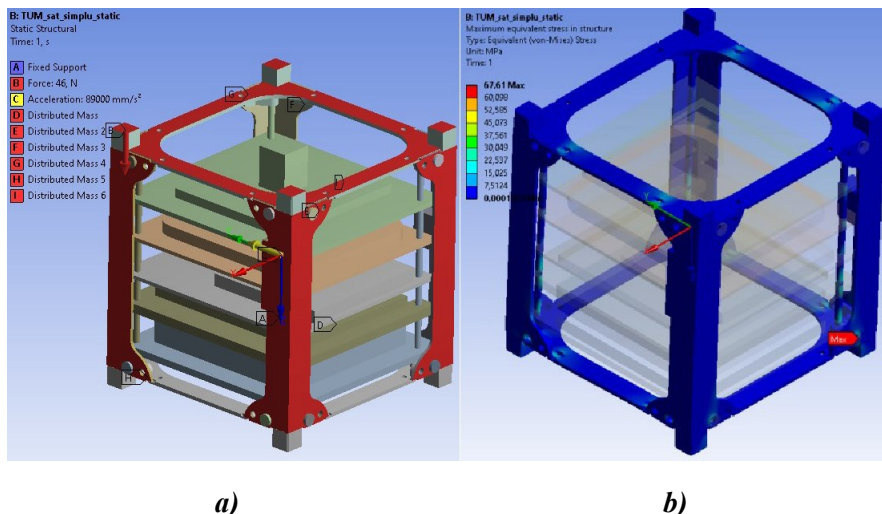 B: TUM_sat_simplu_static
Static Structural
Time: 1, s
A Fixed Support
B Force: 46, N
C Acceleration: 89000 mm/s²
D Distributed Mass
E Distributed Mass 2
F Distributed Mass 3
G Distributed Mass 4
H Distributed Mass 5
I Distributed Mass 6
G
F
B
E
A
D
H
B: TUM_sat_simplu_static
Maximum equivalent stress in structure
Type: Equivalent (von-Mises) Stress
Unit: MPa
Time: 1
67,61 Max
60,098
52,585
45,073
37,561
30,049
22,537
15,025
7,5124
Max
a)
b)